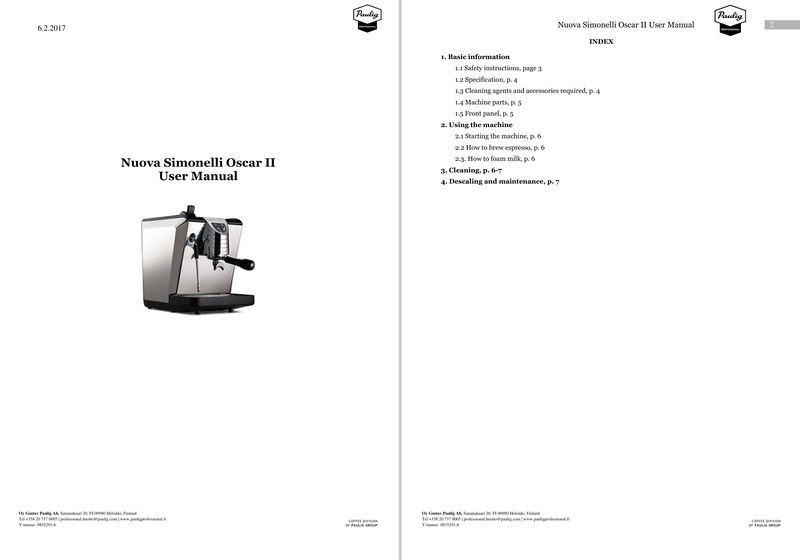 6.2.2017
Paulig
PROFESSIONAL
Nuova Simonelli Oscar II
User Manual
Oy Gustav Paulig Ab, Satamakaari 20, FI-00980 Helsinki, Finland
Tel +358 20 737 0005 | professional.huolto@paulig.com | www.pauligprofessional.fi
Y-tunnus 0835291-6
COFFEE DIVISION
OF PAULIG GROUP
Nuova Simonelli Oscar II User Manual
Paulig
PROFESSIONAL
2
INDEX
1. Basic information
1.1 Safety instructions, page 3
1.2 Specification, p. 4
1.3 Cleaning agents and accessories required, p. 4
1.4 Machine parts, p. 5
1.5 Front panel, p. 5
2. Using the machine
2.1 Starting the machine, p. 6
2.2 How to brew espresso, p. 6
2.3. How to foam milk, p. 6
3. Cleaning, p. 6-7
4. Descaling and maintenance, p. 7
Oy Gustav Paulig Ab, Satamakaari 20, FI-00980 Helsinki, Finland
Tel +358 20 737 0005 | professional.huolto@paulig.com | www.pauligprofessional.fi
Y-tunnus 0835291-6
COFFEE DIVISION
OF PAULIG GROUP